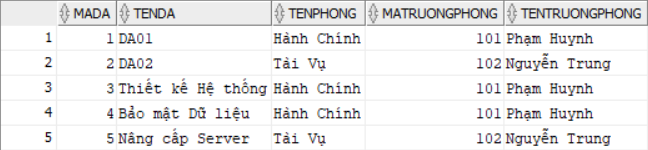 MADA TENDA TENPHONG MATRUONGPHONG TENTRUONGPHONG
1 1 DA01 Hành Chính 101 Phạm Huynh
2 2 DA02 Tài Vụ 102 Nguyễn Trung
3 3 Thiết kế Hệ thống Hành Chính 101 Phạm Huynh
4 4 Bảo mật Dữ liệu Hành Chính 101 Phạm Huynh
5 5 Nâng cấp Server Tài Vụ 102 Nguyễn Trung